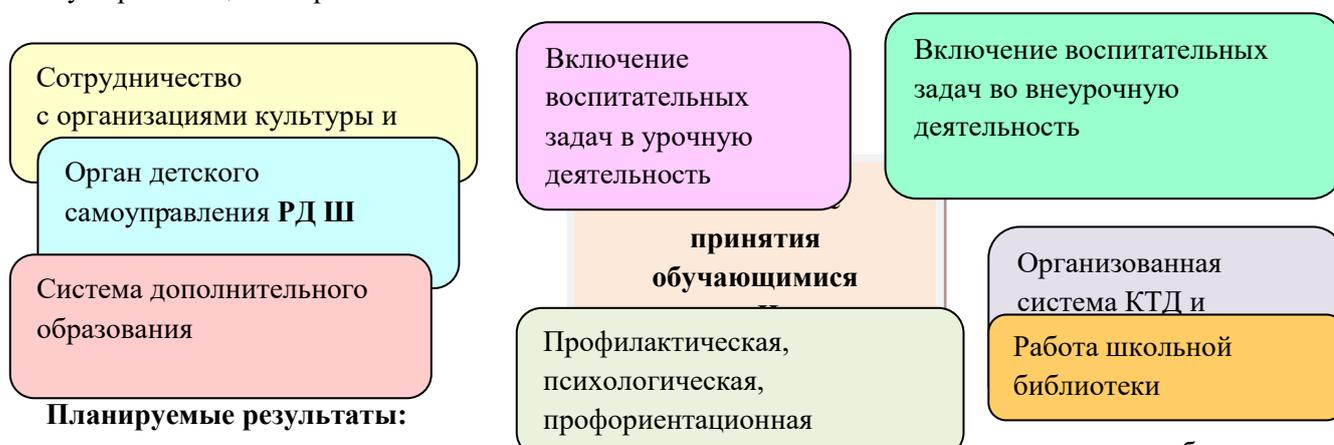 Сотрудничество
с организациями культуры и
Орган детского
самоуправления РД Ш
Система дополнительного
образования
Планируемые результаты:
Включение
воспитательных
задач в урочную
деятельность
принятия
обучающимися
Профилактическая,
психологическая,
профориентационная
Включение воспитательных
задач во внеурочную
деятельность
Организованная
система КТД и
Работа школьной
библиотеки